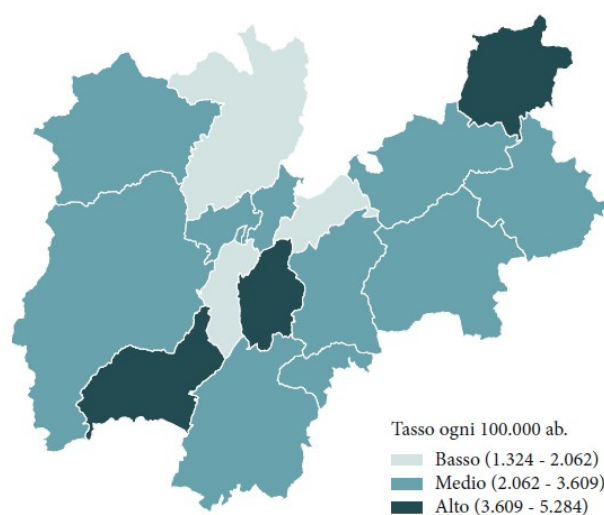 Tasso ogni 100.000 ab.
Basso (1.324 - 2.062)
Medio (2.062 - 3.609)
Alto (3.609 - 5.284)